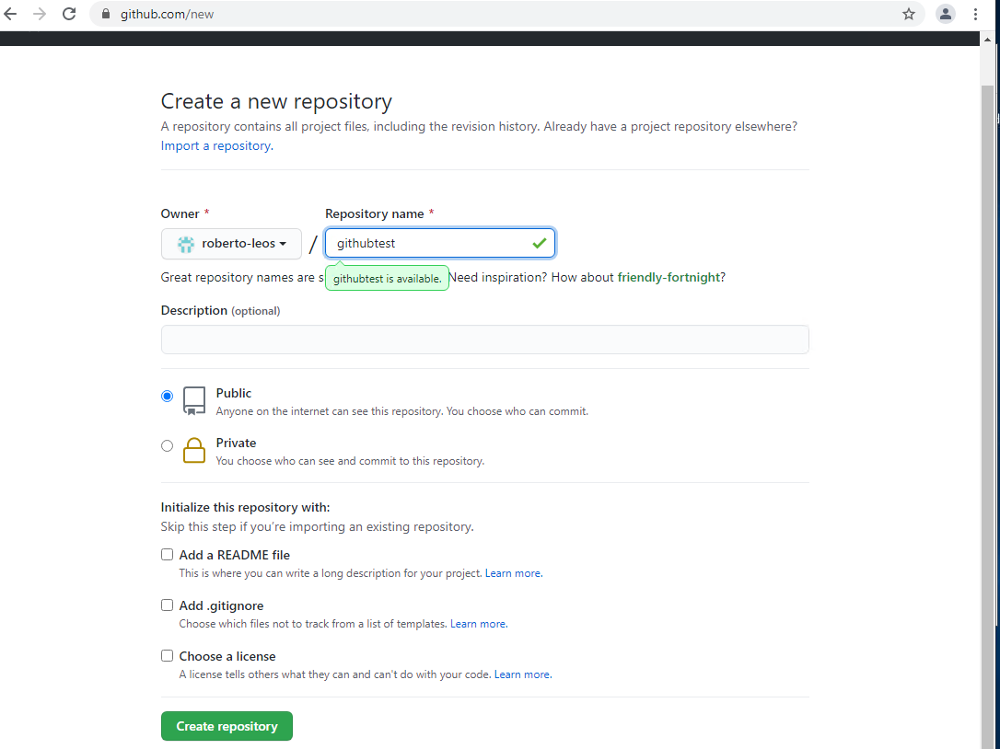 github.com/new
Create a new repository
A repository contains all project files, including the revision history. Already have a project repository elsewhere?
Import a repository.
Owner * Repository name *
roberto-leos / githubtest
Great repository names are s githubtest is available. Need inspiration? How about friendly-fortnight?
Description (optional)
Public
Anyone on the internet can see this repository. You choose who can commit.
Private
You choose who can see and commit to this repository.
Initialize this repository with:
Skip this step if you're importing an existing repository.
Add a README file
This is where you can write a long description for your project. Learn more.
Add .gitignore
Choose which files not to track from a list of templates. Learn more.
Choose a license
A license tells others what they can and can't do with your code. Learn more.
Create repository